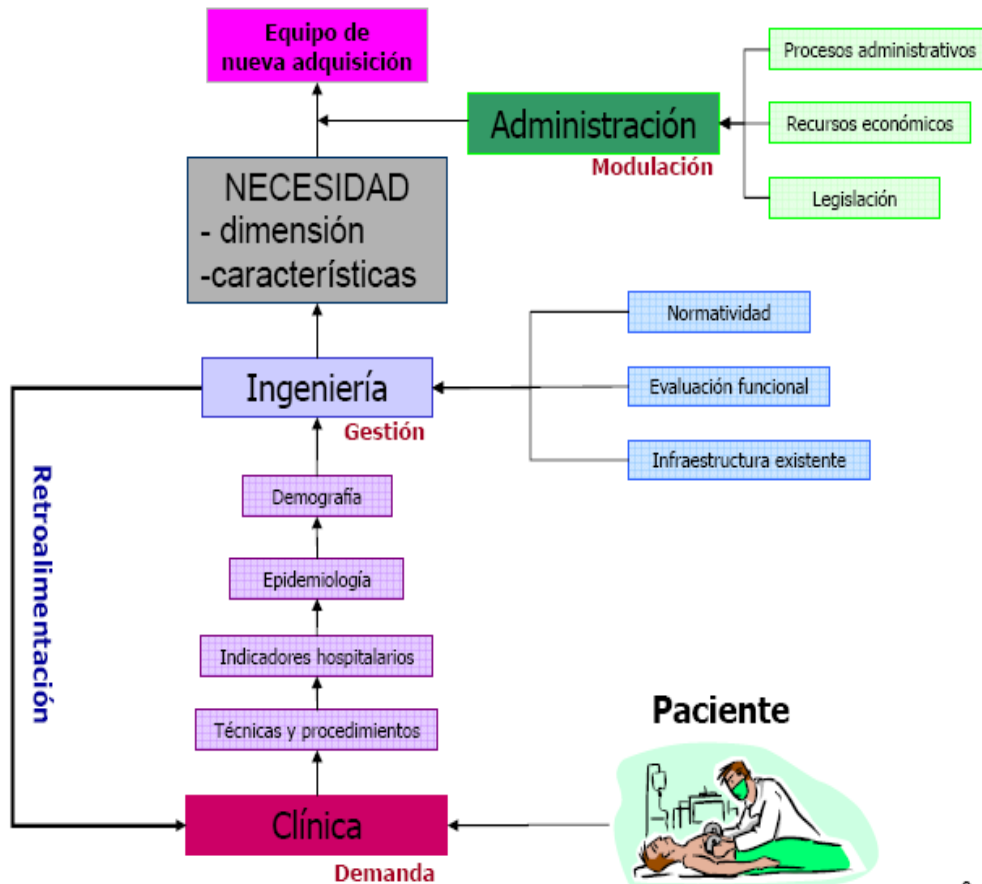 Equipo de
nueva adquisición
Procesos administrativos
Administración
Recursos económicos
Modulación
NECESIDAD
- dimensión
-características
Legislación
Normatividad
Ingeniería
Evaluación funcional
Gestión
Infraestructura existente
Retroalimentación
Demografía
Epidemiología
Indicadores hospitalarios
Técnicas y procedimientos
Paciente
Clínica
Demanda